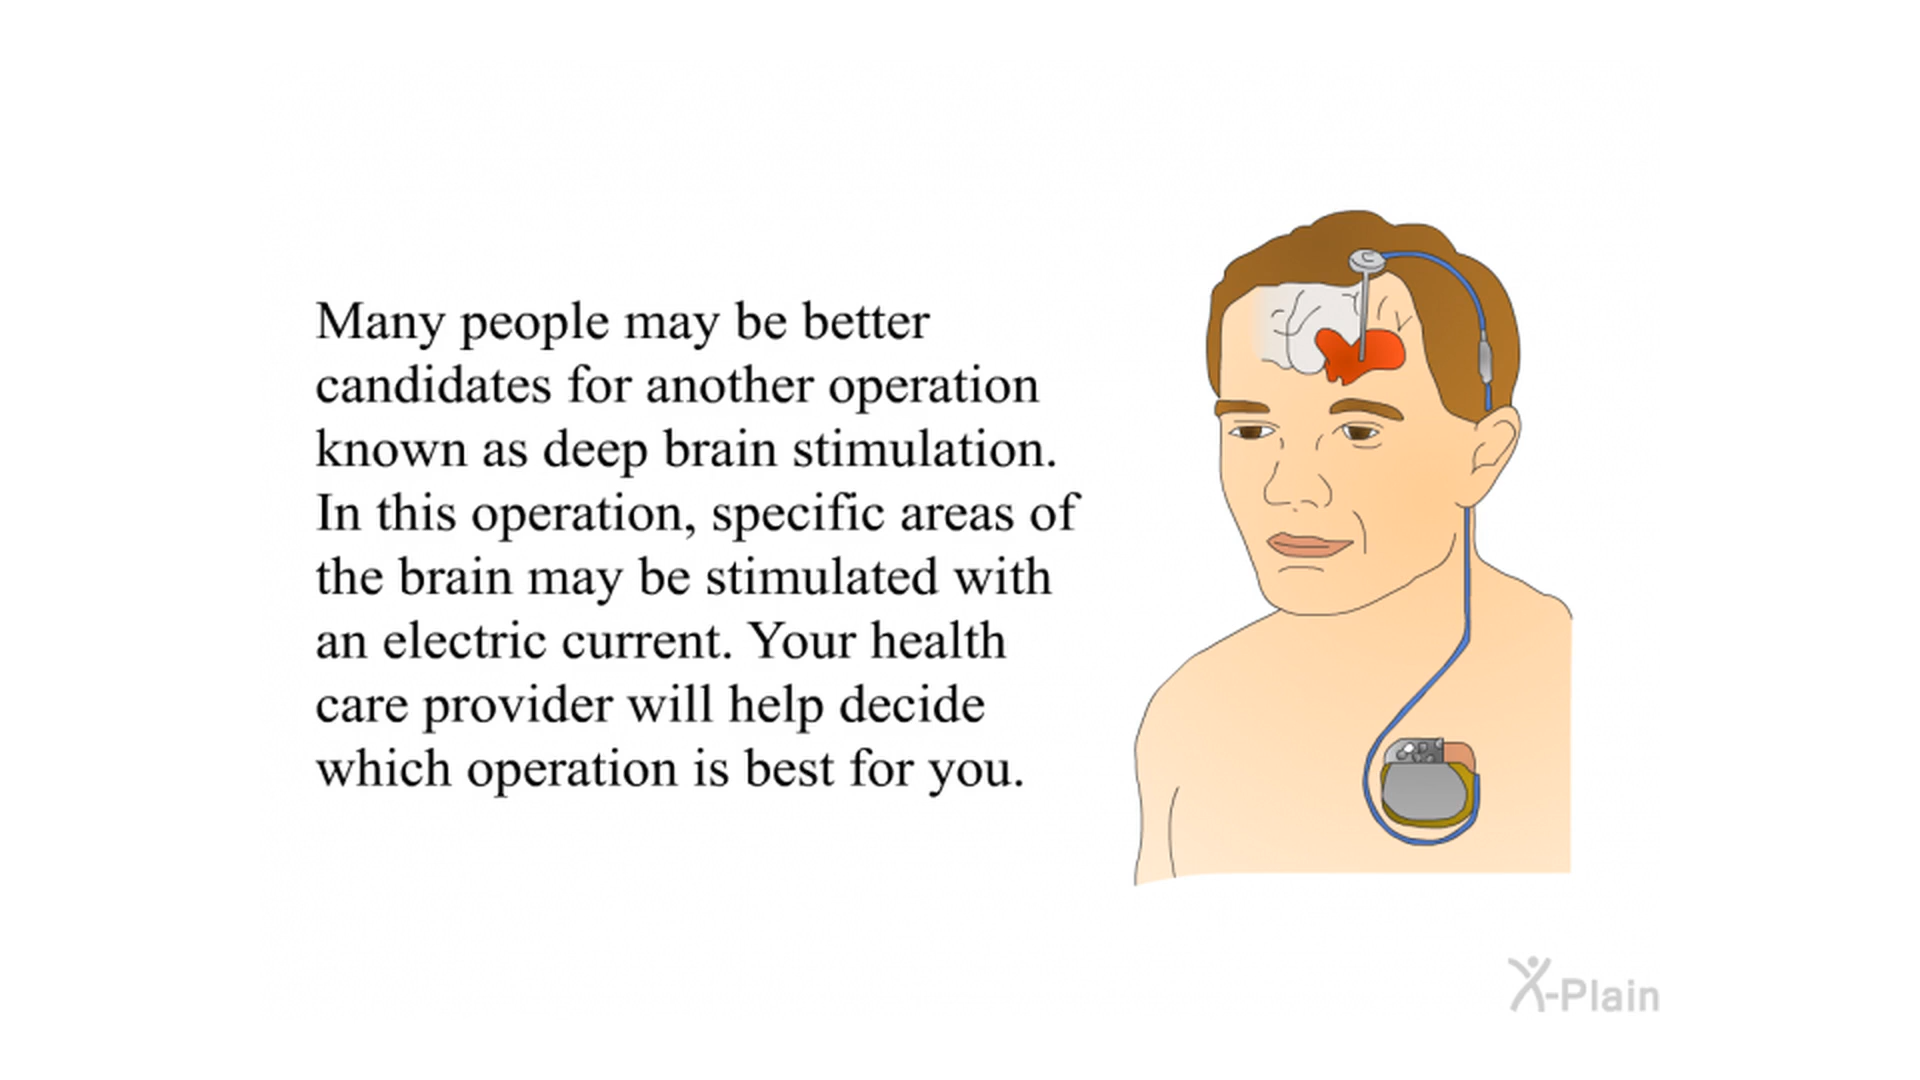 Many people may be better
candidates for another operation
known as deep brain stimulation.
In this operation, specific areas of
the brain may be stimulated with
an electric current. Your health
care provider will help decide
which operation is best for you.
X-Plain